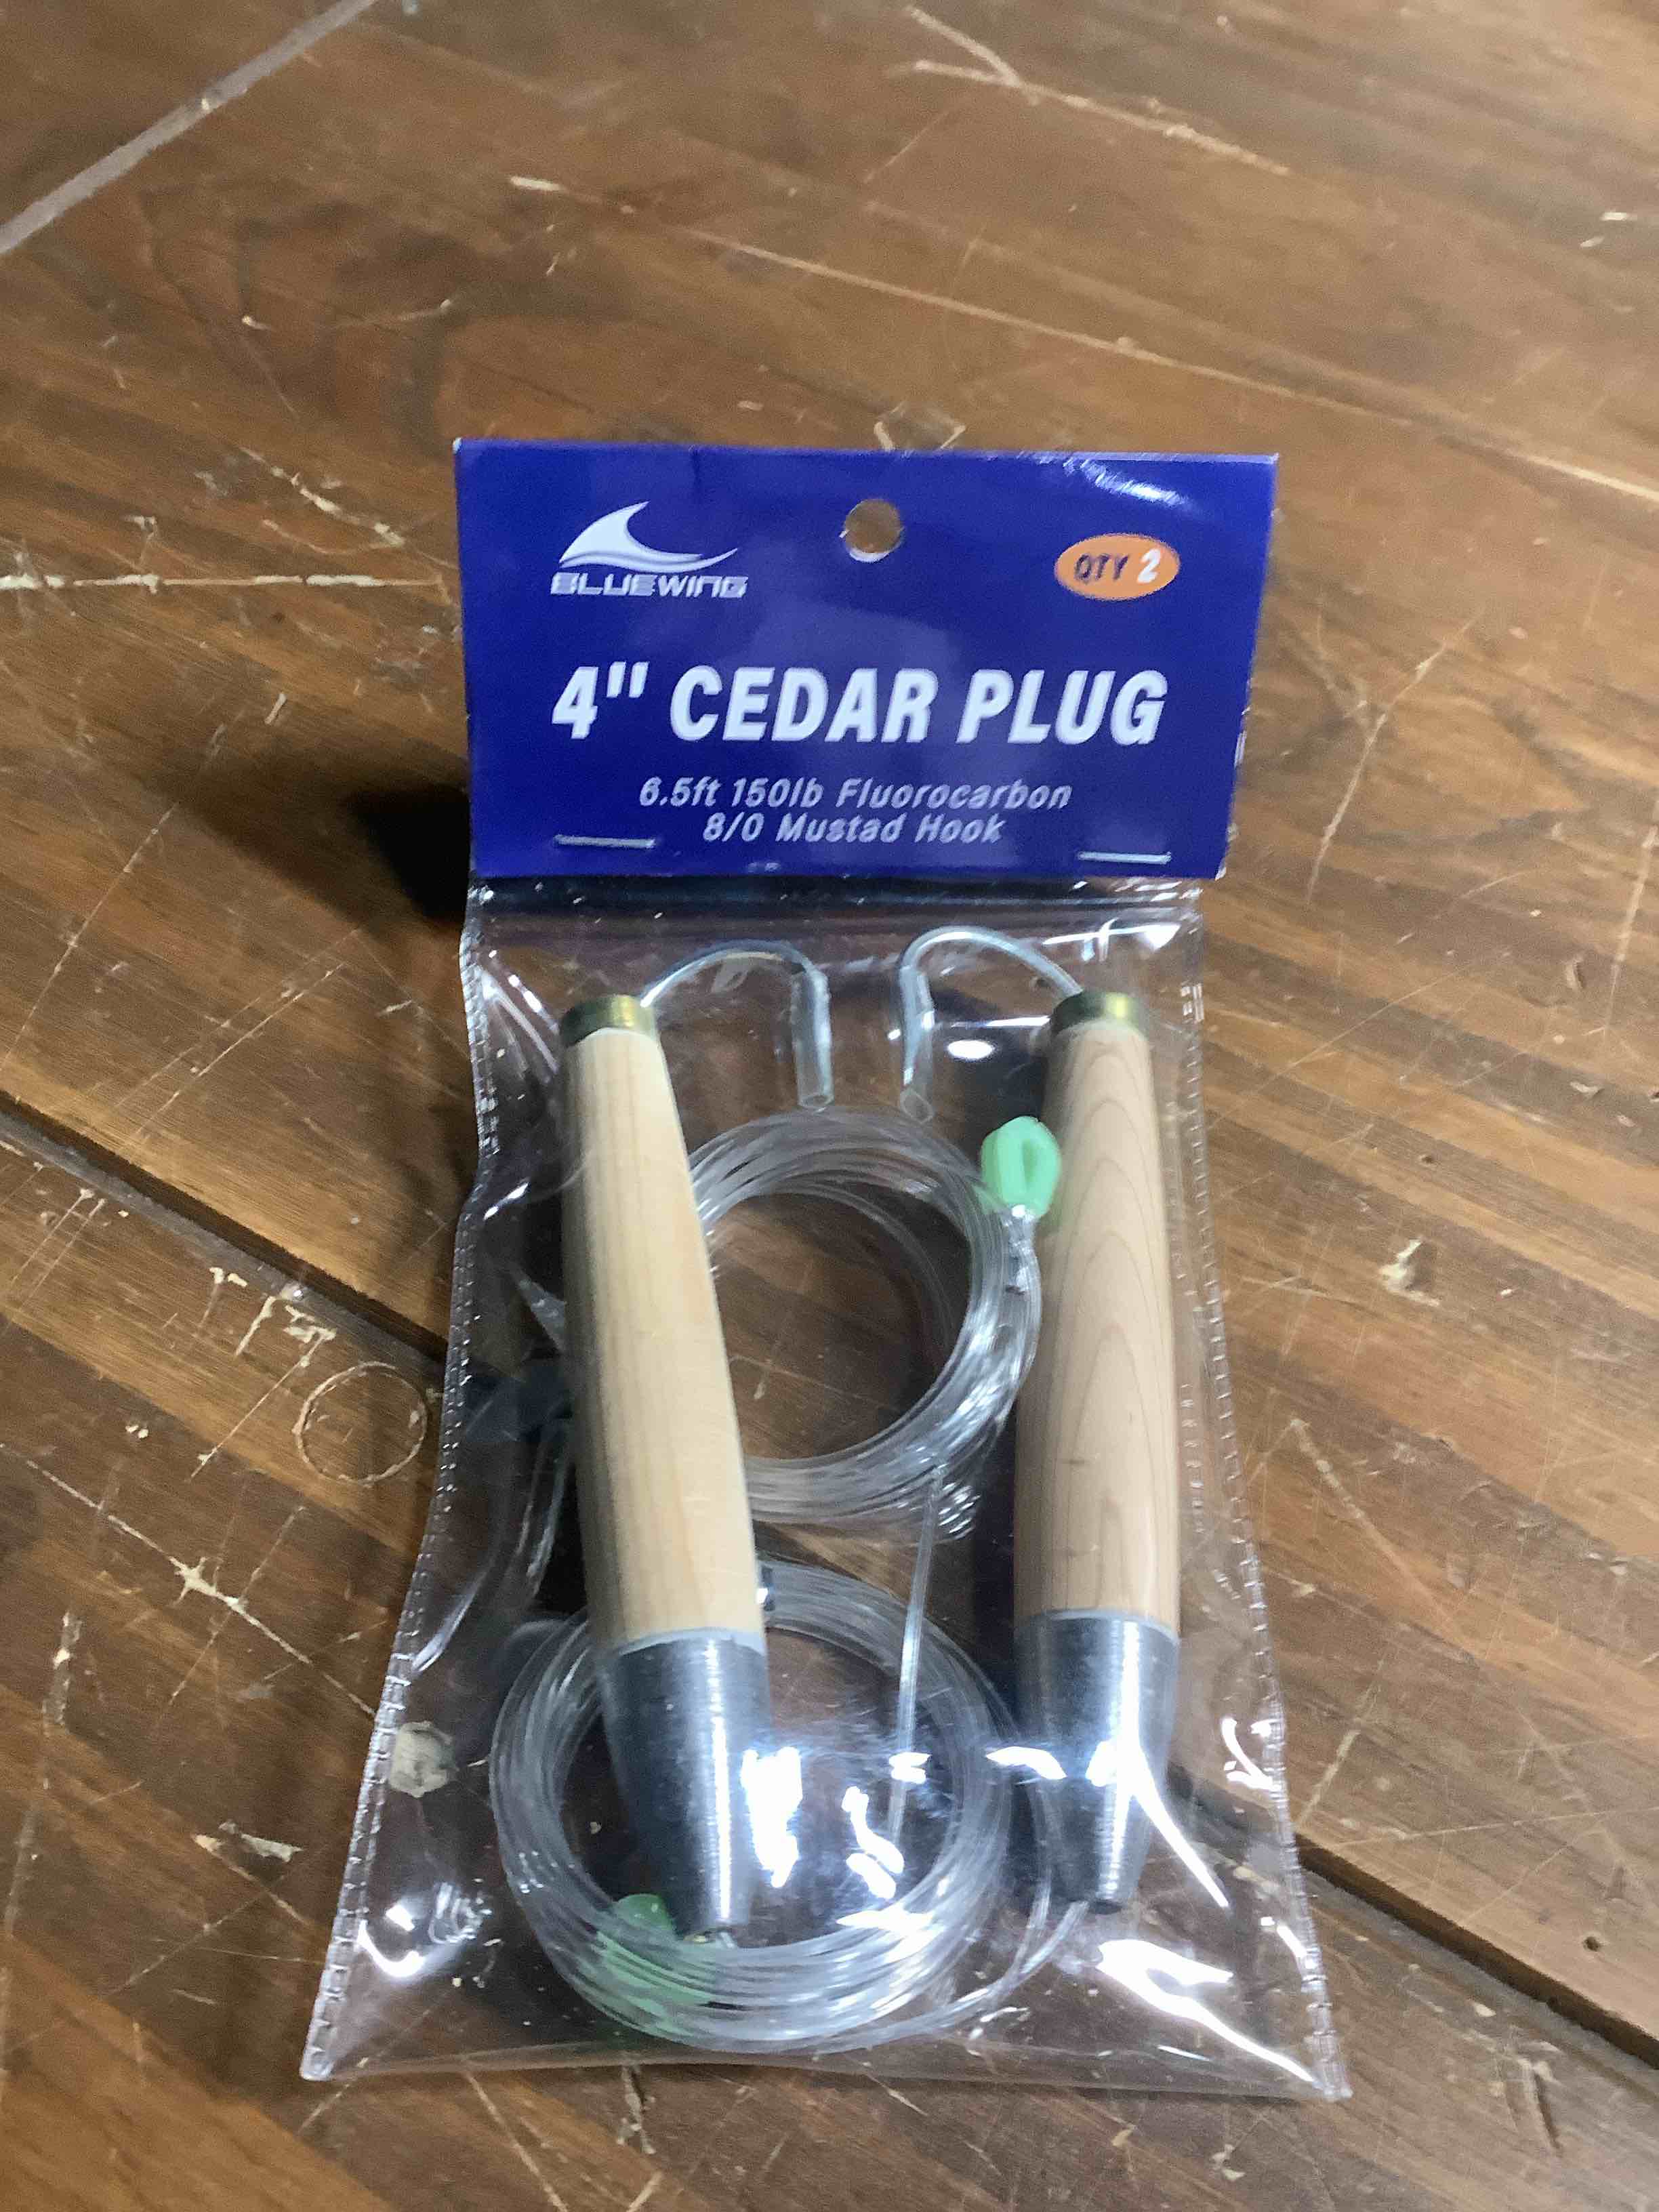 BLUEWING
QTY 2
4" CEDAR PLUG
6.5ft 150lb Fluorocarbon
8/0 Mustad Hook